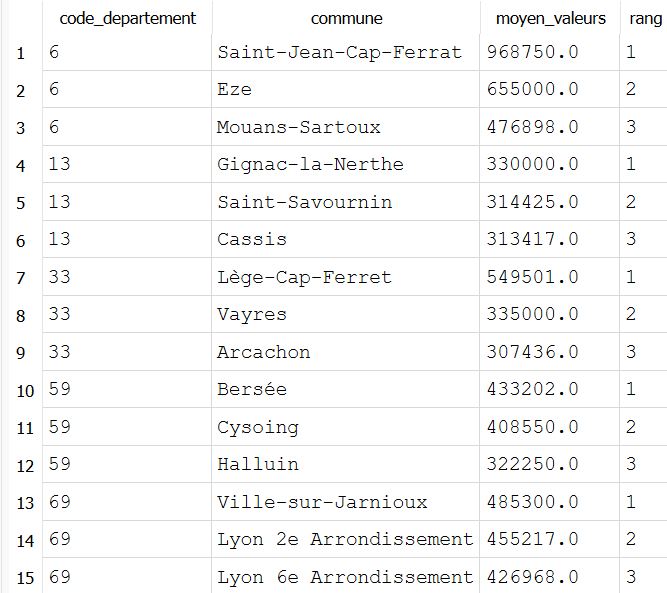 code_departement commune moyen_valeurs rang
1 6 Saint-Jean-Cap-Ferrat 968750.0 1
2 6 Eze 655000.0 2
3 6 Mouans-Sartoux 476898.0 3
4 13 Gignac-la-Nerthe 330000.0 1
5 13 Saint-Savournin 314425.0 2
6 13 Cassis 313417.0 3
7 33 Lège-Cap-Ferret 549501.0 1
8 33 Vayres 335000.0 2
9 33 Arcachon 307436.0 3
10 59 Bersée 433202.0 1
11 59 Cysoing 408550.0 2
12 59 Halluin 322250.0 3
13 69 Ville-sur-Jarnioux 485300.0 1
14 69 Lyon 2e Arrondissement 455217.0 2
15 69 Lyon 6e Arrondissement 426968.0 3